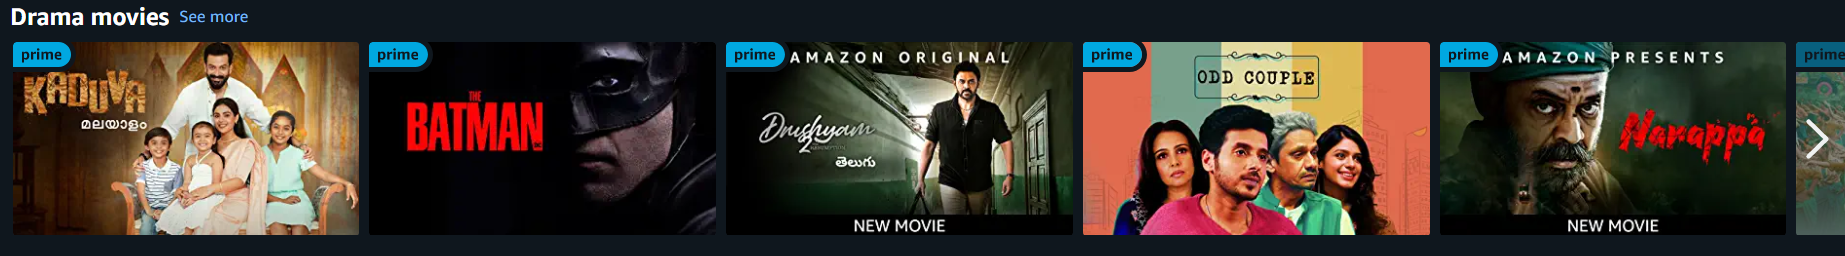 Drama movies See more
prime
KADUVA
മലയാളം
prime
THE
BATMAN
prime
AMAZON ORIGINAL
Drushyam
2
తెలుగు
NEW MOVIE
prime
ODD COUPLE
prime
AMAZON PRESENTS
Narappa
NEW MOVIE
prime